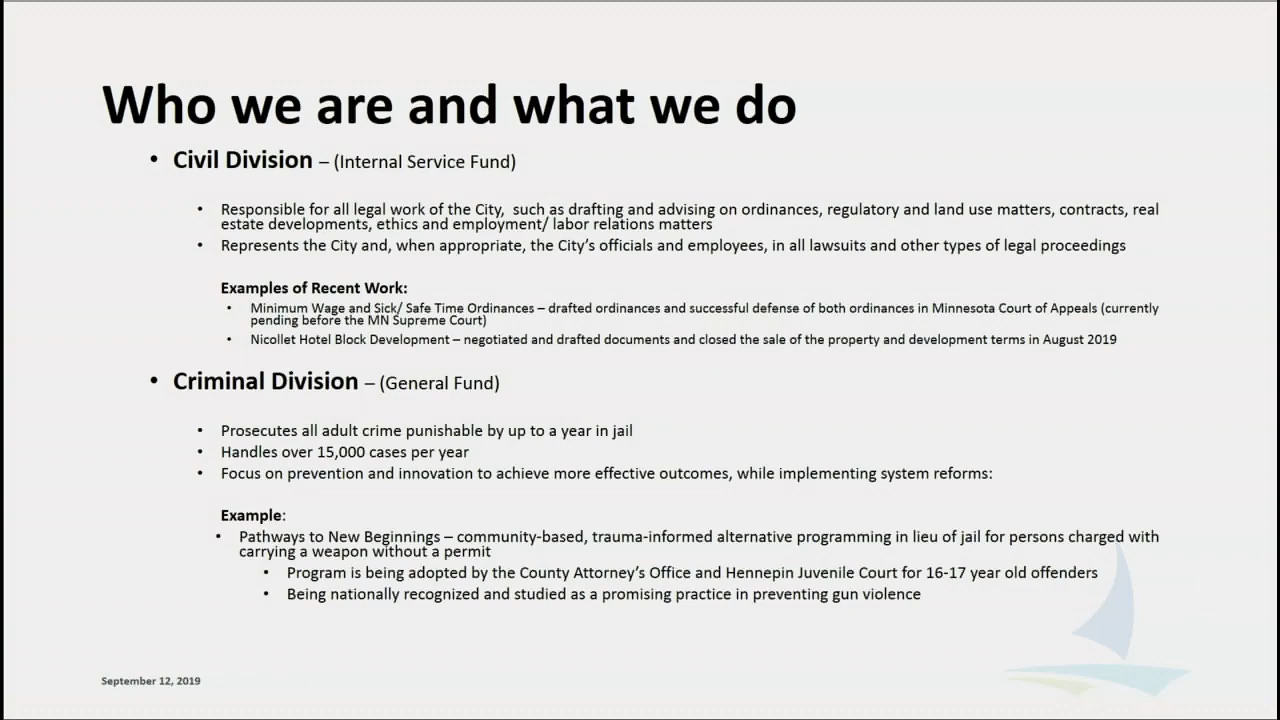 Who we are and what we do
• Civil Division – (Internal Service Fund)
• Responsible for all legal work of the City, such as drafting and advising on ordinances, regulatory and land use matters, contracts, real
estate developments, ethics and employment/ labor relations matters
• Represents the City and, when appropriate, the City's officials and employees, in all lawsuits and other types of legal proceedings
Examples of Recent Work:
• Minimum Wage and Sick/ Safe Time Ordinances – drafted ordinances and successful defense of both ordinances in Minnesota Court of Appeals (currently
pending before the MN Supreme Court)
• Nicollet Hotel Block Development – negotiated and drafted documents and closed the sale of the property and development terms in August 2019
• Criminal Division – (General Fund)
• Prosecutes all adult crime punishable by up to a year in jail
• Handles over 15,000 cases per year
• Focus on prevention and innovation to achieve more effective outcomes, while implementing system reforms:
Example:
• Pathways to New Beginnings – community-based, trauma-informed alternative programming in lieu of jail for persons charged with
carrying a weapon without a permit
• Program is being adopted by the County Attorney's Office and Hennepin Juvenile Court for 16-17 year old offenders
• Being nationally recognized and studied as a promising practice in preventing gun violence
September 12, 2019